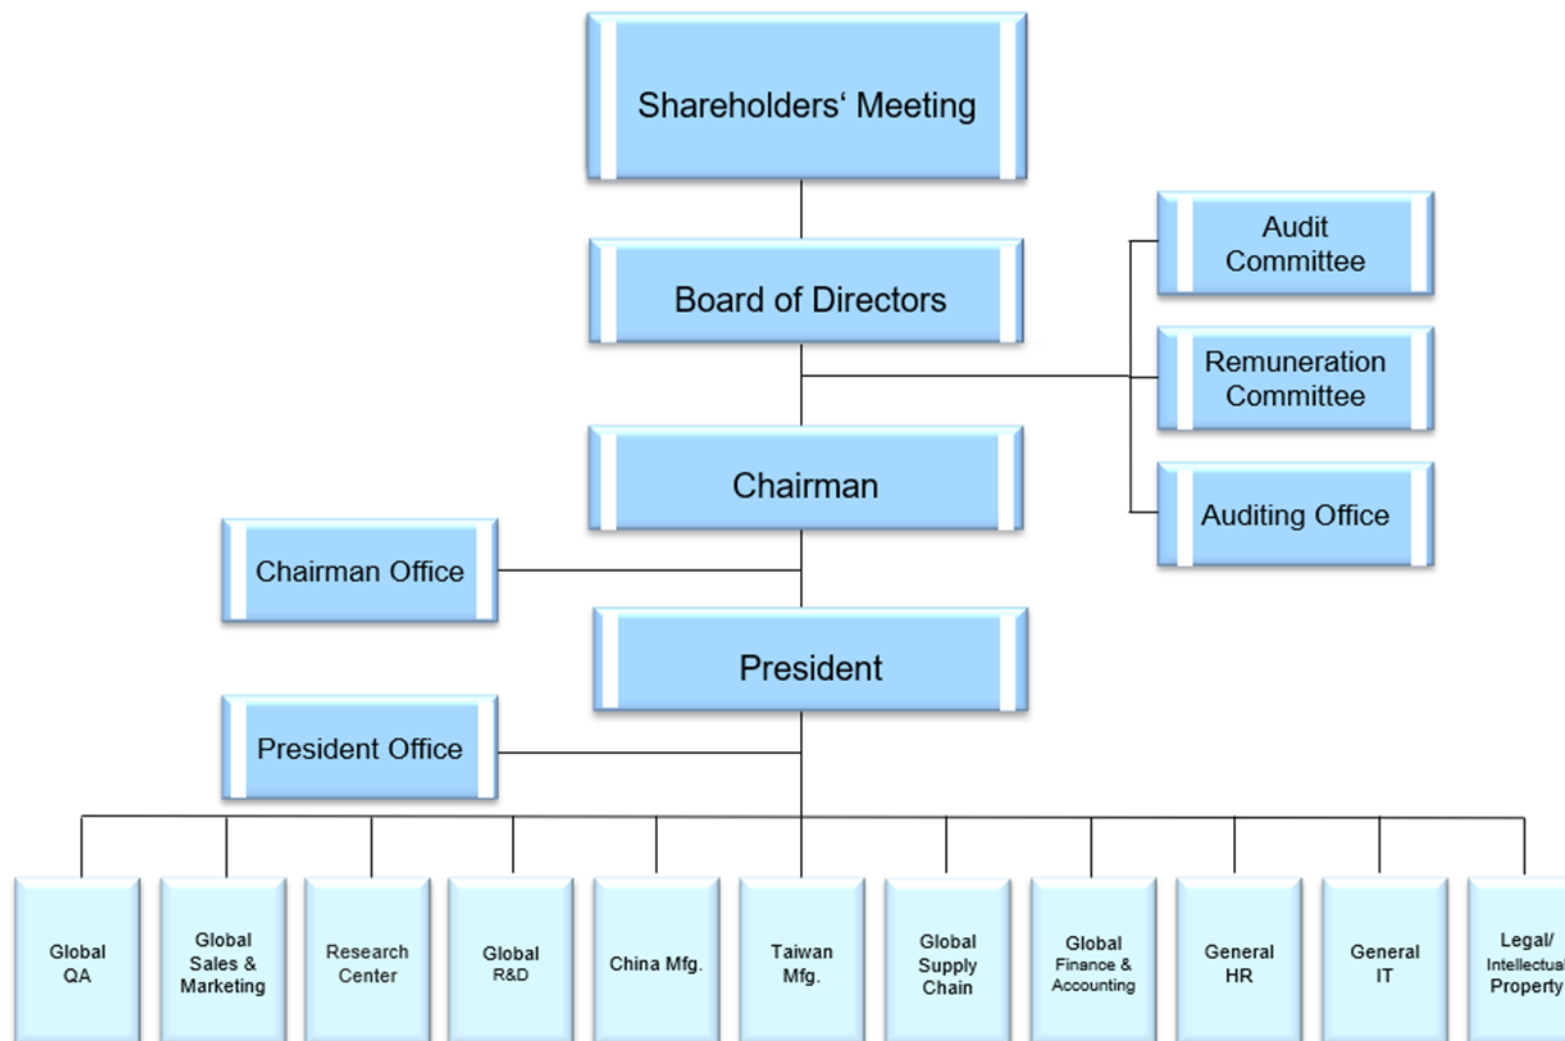 Shareholders‘ Meeting
Board of Directors
Audit
Committee
Remuneration
Committee
Auditing Office
Chairman
Chairman Office
President
President Office
Global
QA
Global
Sales &
Marketing
Research
Center
Global
R&D
China Mfg.
Taiwan
Mfg.
Global
Supply
Chain
Global
Finance &
Accounting
General
HR
General
IT
Legal/
Intellectual
Property